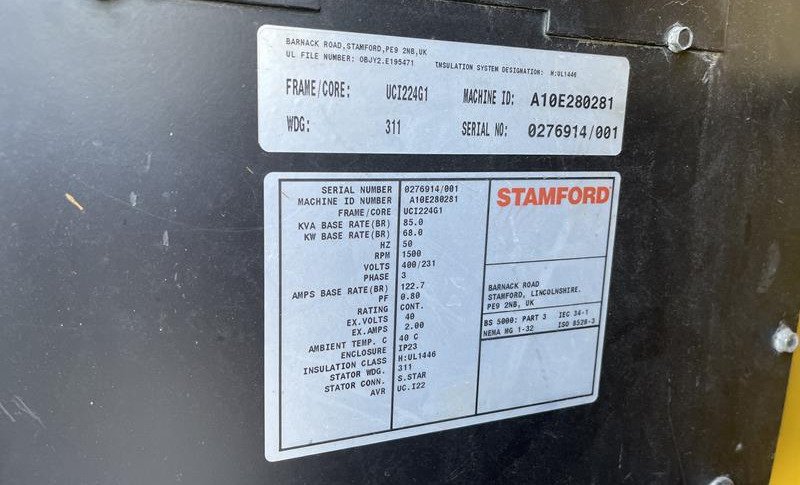 BARNACK ROAD,STAMFORD,PE9 2NB,UK
UL FILE NUMBER: OBJY2.E195471 INSULATION SYSTEM DESIGNATION: H:UL1446
FRAME/CORE: UCI224G1 MACHINE ID: A10E280281
WDG: 311 SERIAL NO: 0276914/001
STAMFORD
SERIAL NUMBER 0276914/001
MACHINE ID NUMBER A10E280281
FRAME/CORE UCI224G1
KVA BASE RATE(BR) 85.0
KW BASE RATE(BR) 68.0
HZ 50
RPM 1500
VOLTS 400/231
PHASE 3
AMPS BASE RATE(BR) 122.7
PF 0.80
RATING CONT.
EX.VOLTS 40
EX.AMPS 2.00
AMBIENT TEMP. C 40 C
ENCLOSURE IP23
INSULATION CLASS H:UL1446
STATOR WDG. 311
STATOR CONN. S.STAR
AVR UC.I22
BARNACK ROAD
STAMFORD, LINCOLNSHIRE.
PE9 2NB, UK
BS 5000: PART 3 IEC 34-1
NEMA MG 1-32 ISO 8528-3